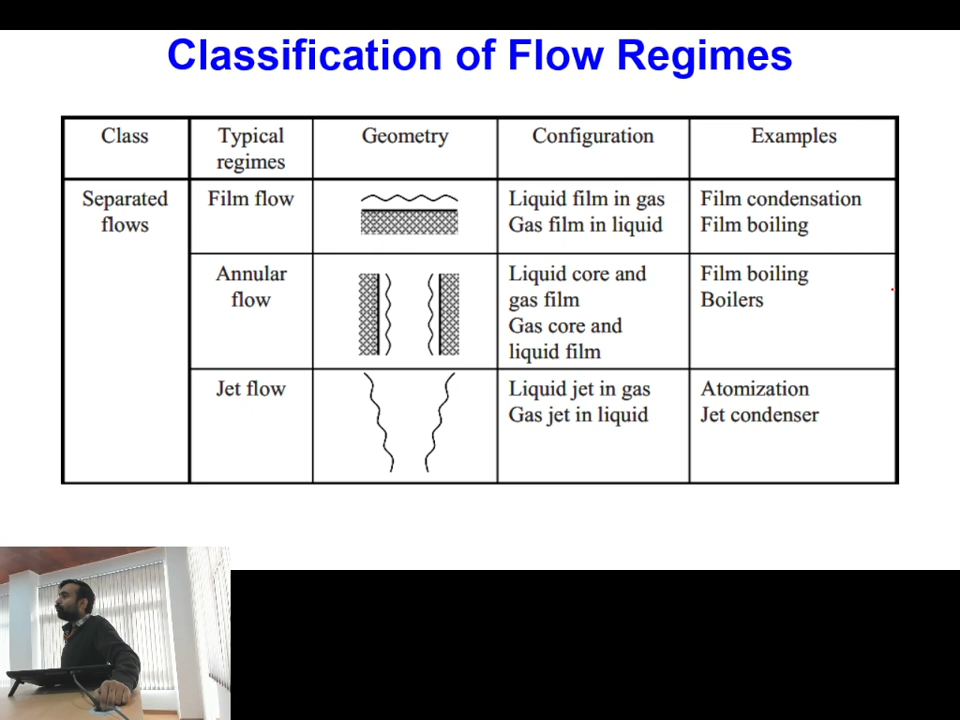 Classification of Flow Regimes
Class
Typical
regimes
Geometry
Configuration
Examples
Separated
flows
Film flow
Liquid film in gas
Gas film in liquid
Film condensation
Film boiling
Annular
flow
Liquid core and
gas film
Gas core and
liquid film
Film boiling
Boilers
Jet flow
Liquid jet in gas
Gas jet in liquid
Atomization
Jet condenser